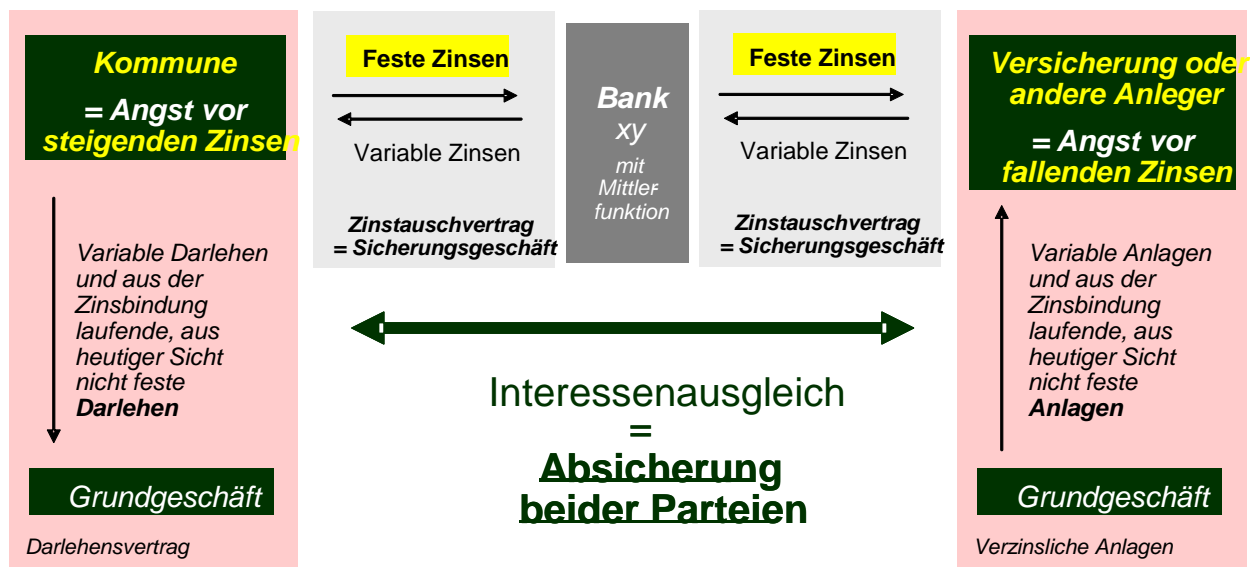 Kommune
= Angst vor
steigenden Zinsen
Variable Darlehen
und aus der
Zinsbindung
laufende, aus
heutiger Sicht
nicht feste
Darlehen
Grundgeschäft
Darlehensvertrag
Feste Zinsen
Variable Zinsen
Zinstauschvertrag
= Sicherungsgeschäft
Bank
xy
mit
Mittler-
funktion
Feste Zinsen
Variable Zinsen
Zinstauschvertrag
= Sicherungsgeschäft
Interessenausgleich
=
Absicherung
beider Parteien
Versicherung oder
andere Anleger
= Angst vor
fallenden Zinsen
Variable Anlagen
und aus der
Zinsbindung
laufende, aus
heutiger Sicht
nicht feste
Anlagen
Grundgeschäft
Verzinsliche Anlagen